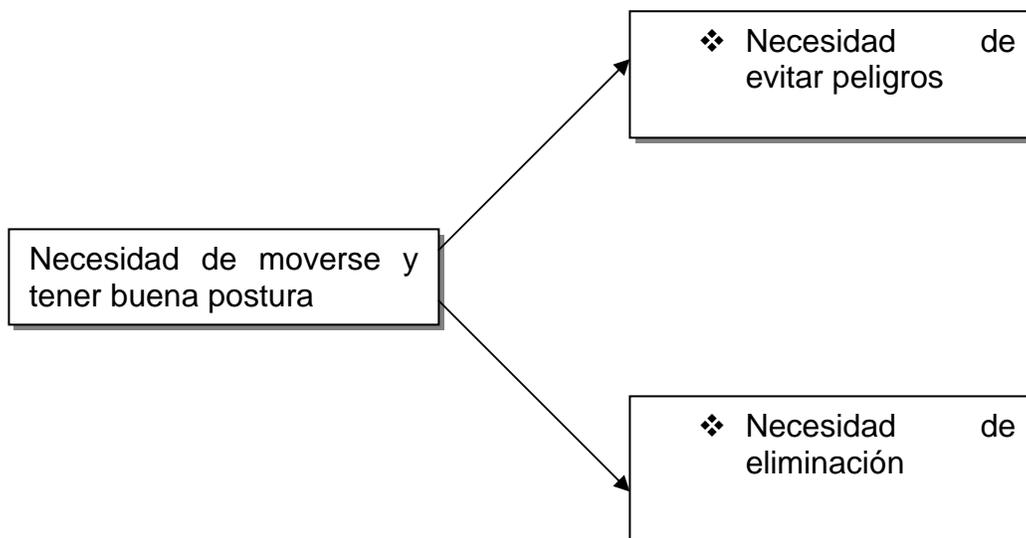 ❖ Necesidad de
evitar peligros
Necesidad de moverse y
tener buena postura
❖ Necesidad de
eliminación